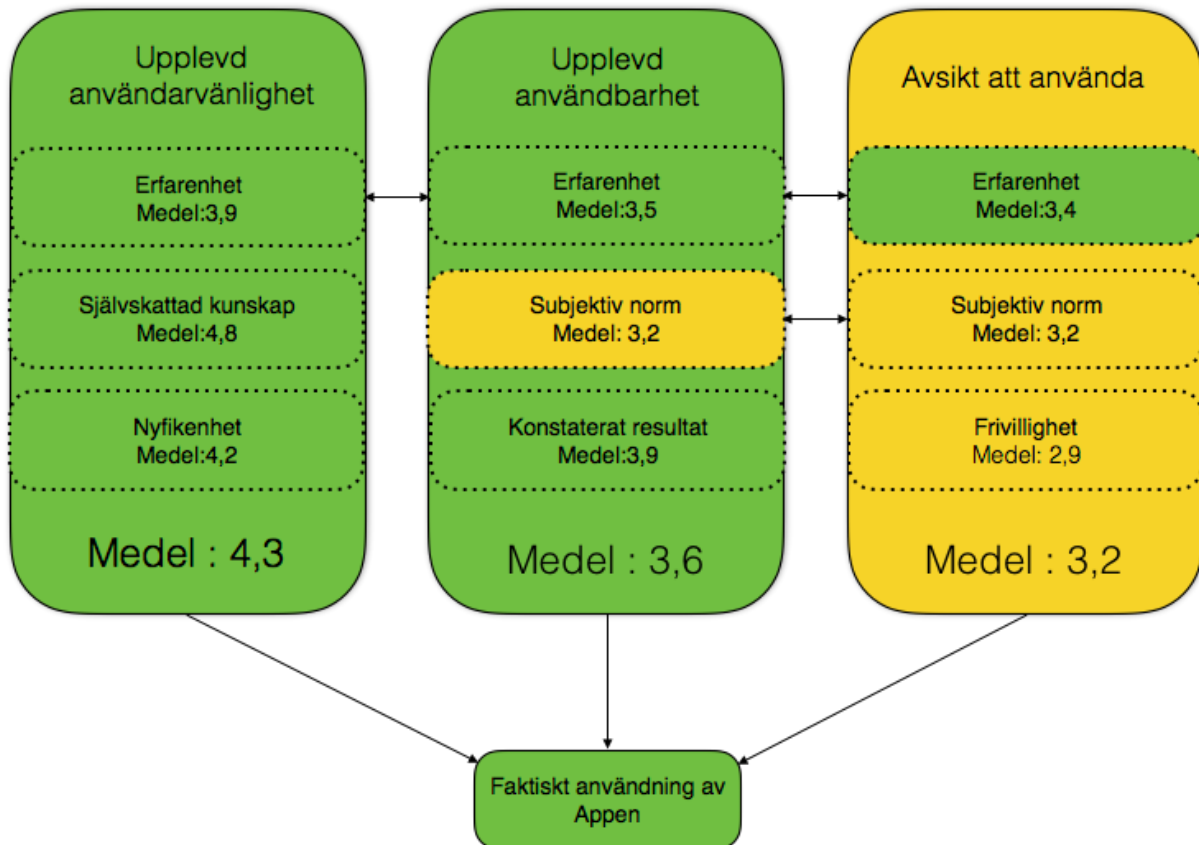 Upplevd
användarvänlighet
Erfarenhet
Medel:3,9
Självskattad kunskap
Medel:4,8
Nyfikenhet
Medel:4,2
Medel : 4,3
Upplevd
användbarhet
Erfarenhet
Medel:3,5
Subjektiv norm
Medel: 3,2
Konstaterat resultat
Medel:3,9
Medel : 3,6
Avsikt att använda
Erfarenhet
Medel:3,4
Subjektiv norm
Medel: 3,2
Frivillighet
Medel: 2,9
Medel : 3,2
Faktiskt användning av
Appen